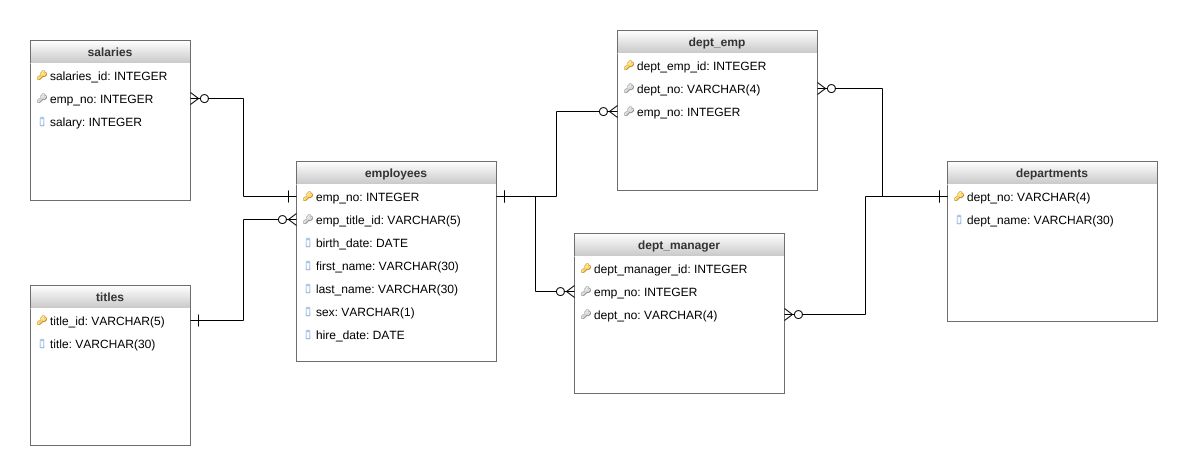 salaries
salaries_id: INTEGER
emp_no: INTEGER
salary: INTEGER
titles
title_id: VARCHAR(5)
title: VARCHAR(30)
employees
emp_no: INTEGER
emp_title_id: VARCHAR(5)
birth_date: DATE
first_name: VARCHAR(30)
last_name: VARCHAR(30)
sex: VARCHAR(1)
hire_date: DATE
dept_emp
dept_emp_id: INTEGER
dept_no: VARCHAR(4)
emp_no: INTEGER
dept_manager
dept_manager_id: INTEGER
emp_no: INTEGER
dept_no: VARCHAR(4)
departments
dept_no: VARCHAR(4)
dept_name: VARCHAR(30)